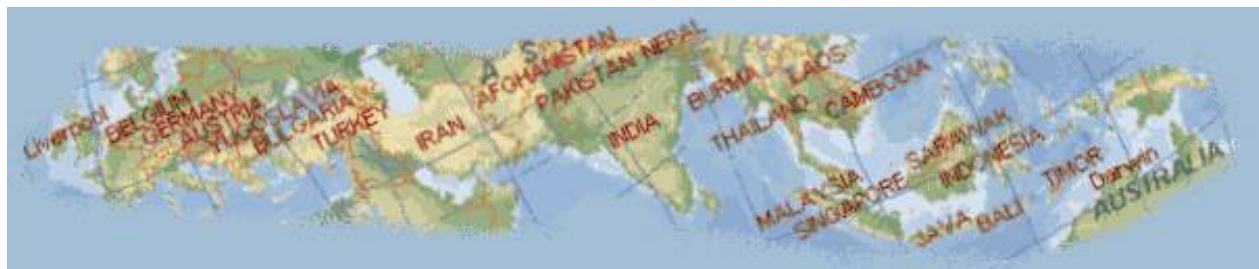 Liverpool
BELGIUM
GERMANY
AUSTRIA
YUGOSLAVIA
BULGARIA
TURKEY
IRAN
A S
AFGHANISTAN
PAKISTAN NEPAL
INDIA
BURMA
LAOS
THAILAND
CAMBODIA
MALAYSIA
SINGAPORE
SARAWAK
INDONESIA
JAVA
BALI
TIMOR
Darwin
AUSTRALIA